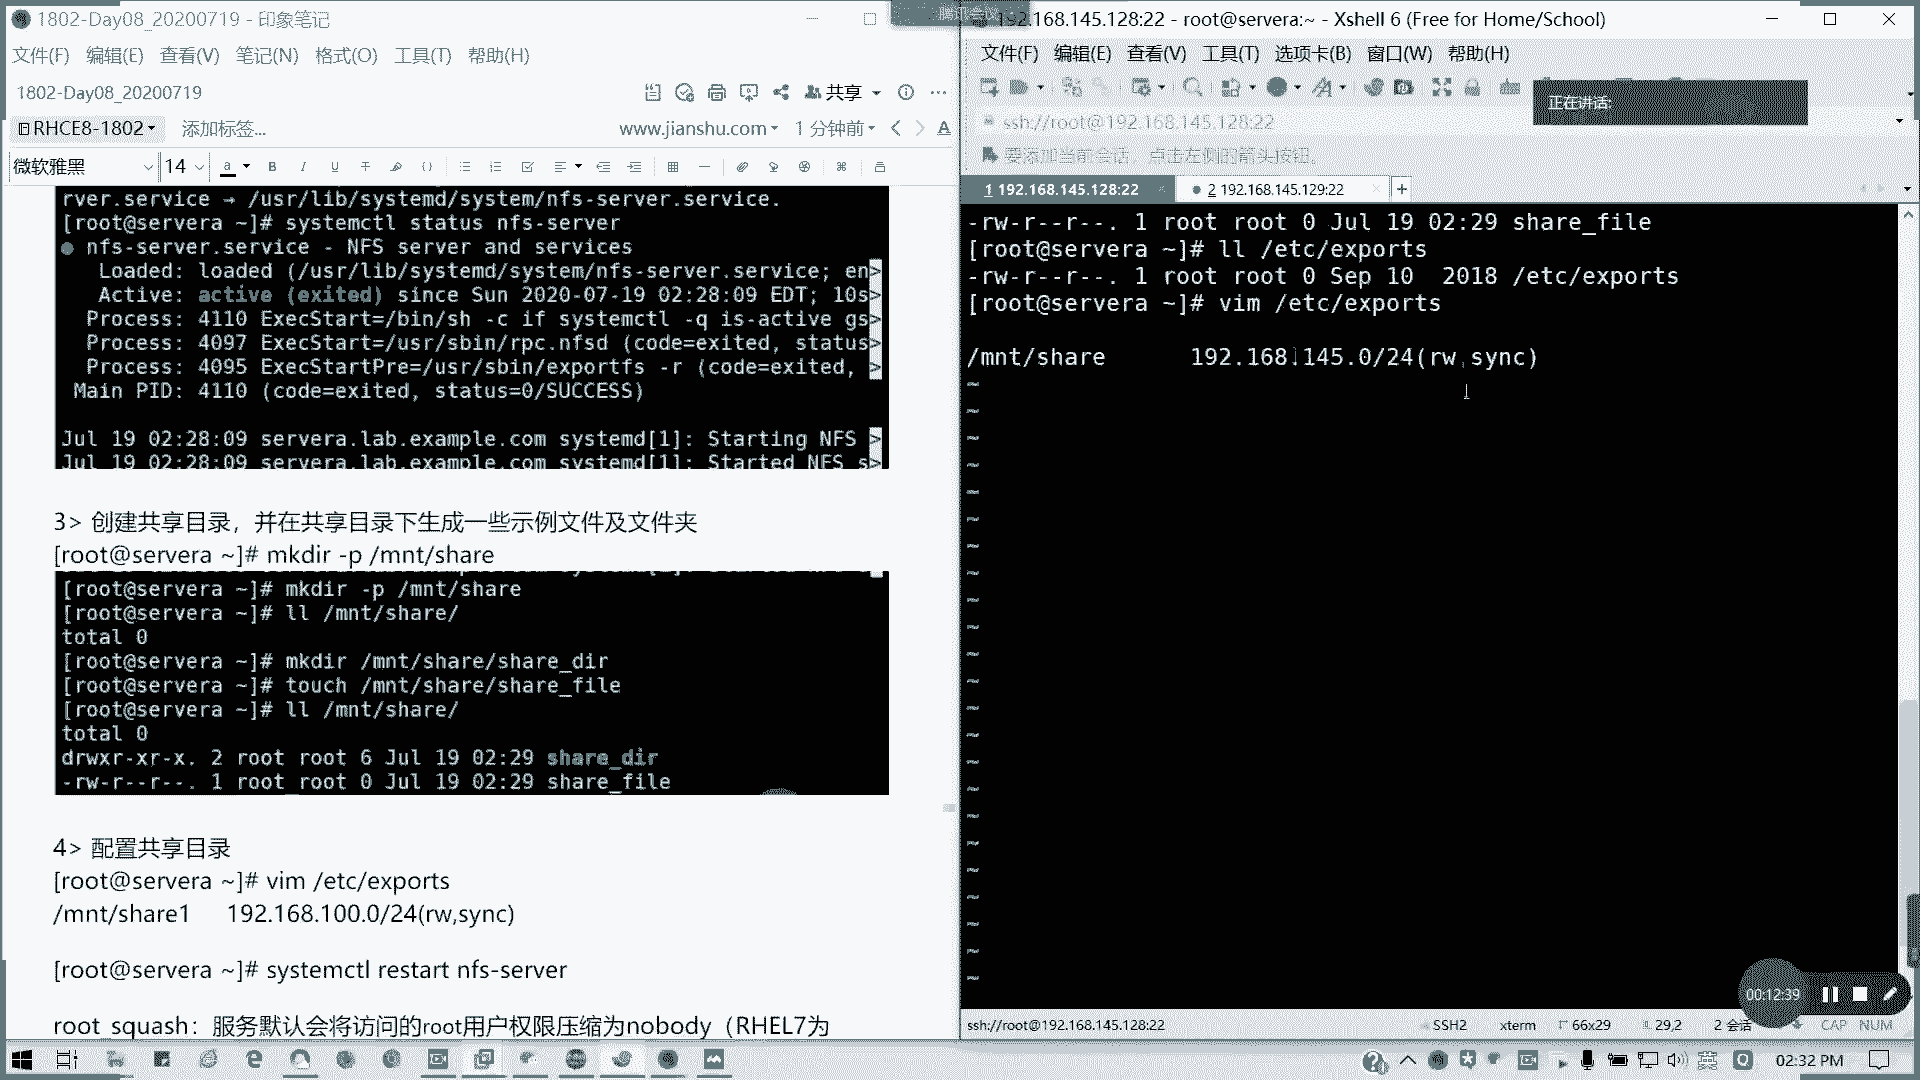 1802-Day08_20200719 - 印象笔记
文件(F) 编辑(E) 查看(V) 笔记(N) 格式(O) 工具(T) 帮助(H)
1802-Day08_20200719
共享
RHCE8-1802 添加标签...
www.jianshu.com 1 分钟前
微软雅黑 14
rver.service → /usr/lib/systemd/system/nfs-server.service.
[root@servera ~]# systemctl status nfs-server
● nfs-server.service - NFS server and services
Loaded: loaded (/usr/lib/systemd/system/nfs-server.service; en>
Active: active (exited) since Sun 2020-07-19 02:28:09 EDT; 10s>
Process: 4110 ExecStart=/bin/sh -c if systemctl -q is-active gs>
Process: 4097 ExecStart=/usr/sbin/rpc.nfsd (code=exited, status>
Process: 4095 ExecStartPre=/usr/sbin/exportfs -r (code=exited, >
Main PID: 4110 (code=exited, status=0/SUCCESS)
Jul 19 02:28:09 servera.lab.example.com systemd[1]: Starting NFS >
Jul 19 02:28:09 servera.lab.example.com systemd[1]: Started NFS s>
3> 创建共享目录，并在共享目录下生成一些示例文件及文件夹
[root@servera ~]# mkdir -p /mnt/share
[root@servera ~]# mkdir -p /mnt/share
[root@servera ~]# ll /mnt/share/
total 0
[root@servera ~]# mkdir /mnt/share/share_dir
[root@servera ~]# touch /mnt/share/share_file
[root@servera ~]# ll /mnt/share/
total 0
drwxr-xr-x. 2 root root 6 Jul 19 02:29 share_dir
-rw-r--r--. 1 root root 0 Jul 19 02:29 share_file
4> 配置共享目录
[root@servera ~]# vim /etc/exports
/mnt/share1 192.168.100.0/24(rw,sync)
[root@servera ~]# systemctl restart nfs-server
root_squash：服务默认会将访问的root用户权限压缩为nobody（RHEL7为
腾讯会议
192.168.145.128:22 - root@servera:~ - Xshell 6 (Free for Home/School)
文件(F) 编辑(E) 查看(V) 工具(T) 选项卡(B) 窗口(W) 帮助(H)
正在讲话:
ssh://root@192.168.145.128:22
要添加当前会话，点击左侧的箭头按钮。
1 192.168.145.128:22 2 192.168.145.129:22
-rw-r--r--. 1 root root 0 Jul 19 02:29 share_file
[root@servera ~]# ll /etc/exports
-rw-r--r--. 1 root root 0 Sep 10 2018 /etc/exports
[root@servera ~]# vim /etc/exports
/mnt/share 192.168.145.0/24(rw,sync)
00:12:39
ssh://root@192.168.145.128:22 SSH2 xterm 66x29 29,2 2 会话 CAP NUM
英 02:32 PM